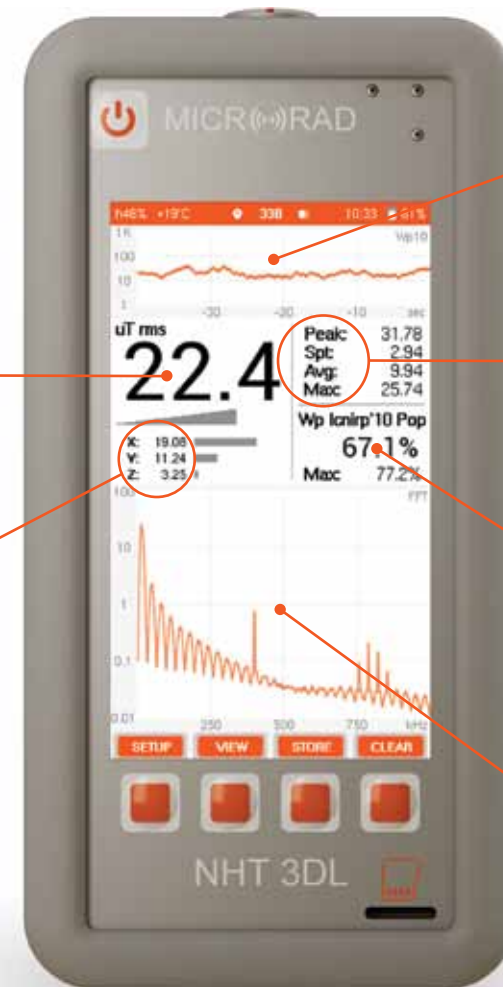 MICRORAD
h46% +19°C 338 10:33 61%
1K Wp10
100
10
1
-30 -20 -10 sec
uT rms
22.4
Peak: 31.78
Spt: 2.94
Avg: 9.94
Max: 25.74
X: 19.08
Y: 11.24
Z: 3.25
Wp Icnirp'10 Pop
67.1%
Max: 77.2%
100 FFT
10
1
0.1
0.01
250 500 750 kHz
SETUP VIEW STORE CLEAR
NHT 3DL